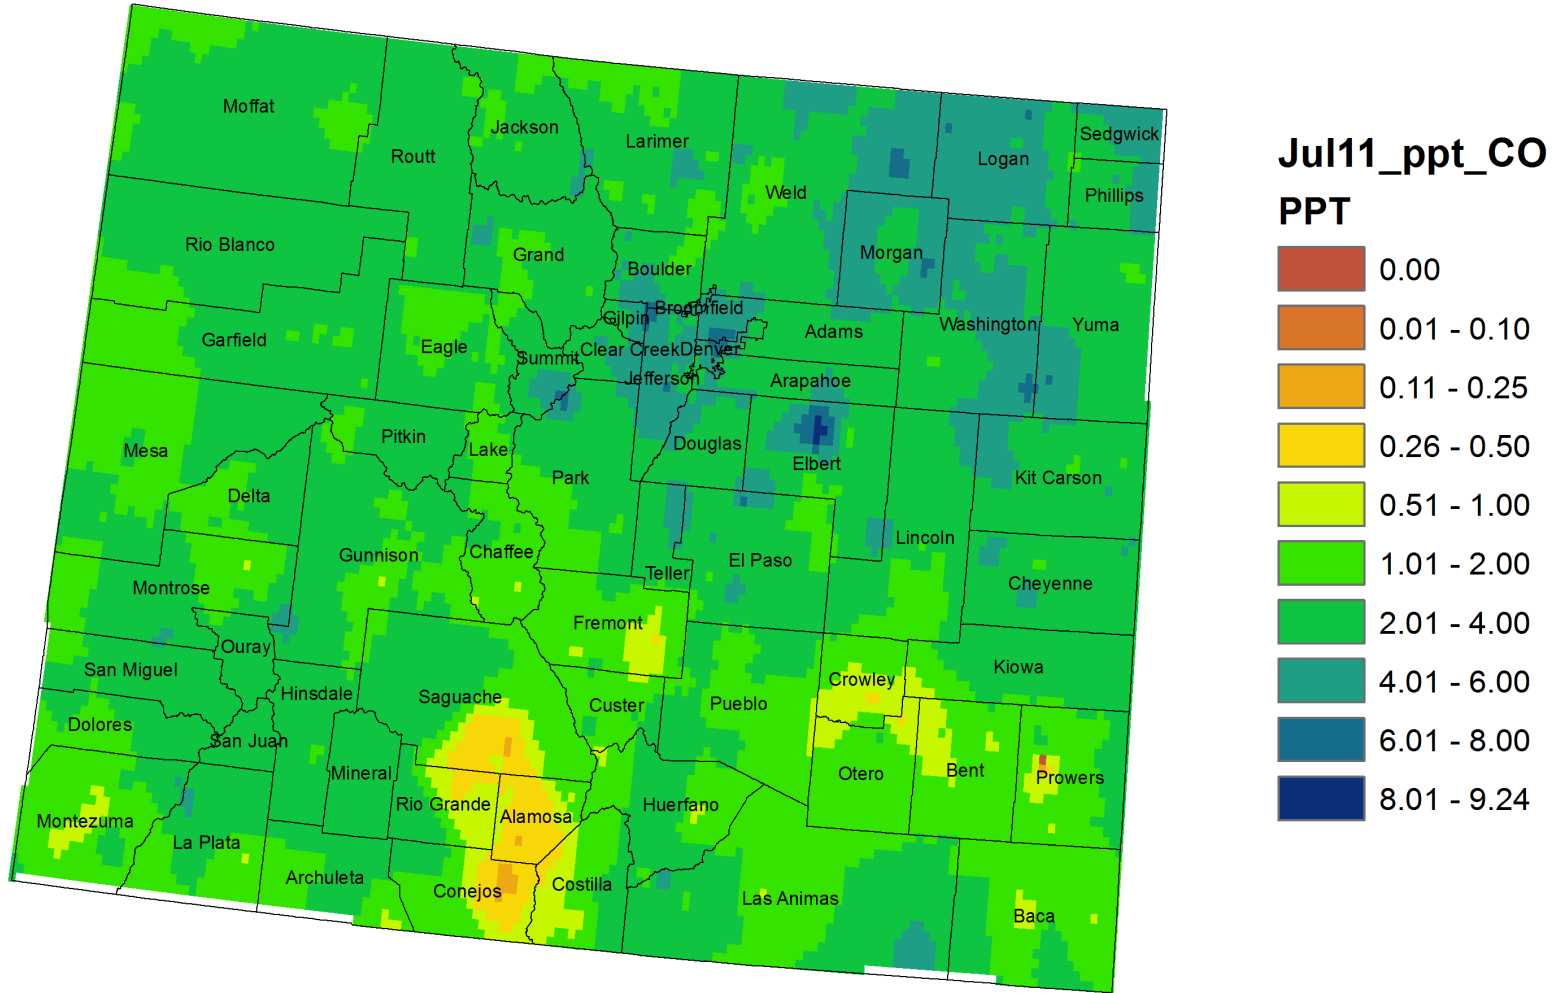 Jul11_ppt_CO
PPT
0.00
0.01 - 0.10
0.11 - 0.25
0.26 - 0.50
0.51 - 1.00
1.01 - 2.00
2.01 - 4.00
4.01 - 6.00
6.01 - 8.00
8.01 - 9.24
Moffat
Routt
Jackson
Larimer
Weld
Logan
Sedgwick
Phillips
Rio Blanco
Grand
Boulder
Morgan
Broomfield
Gilpin
Garfield
Eagle
Summit
Clear Creek
Denver
Adams
Washington
Yuma
Jefferson
Arapahoe
Mesa
Pitkin
Lake
Park
Douglas
Elbert
Kit Carson
Delta
Gunnison
Chaffee
Teller
El Paso
Lincoln
Cheyenne
Montrose
Fremont
Ouray
San Miguel
Hinsdale
Saguache
Custer
Pueblo
Crowley
Kiowa
Dolores
San Juan
Mineral
Rio Grande
Alamosa
Huerfano
Otero
Bent
Prowers
Montezuma
La Plata
Archuleta
Conejos
Costilla
Las Animas
Baca